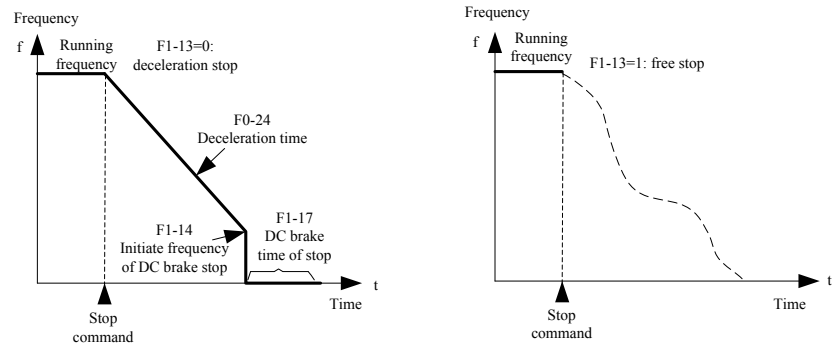 Frequency
f
Running
frequency
F1-13=0:
deceleration stop
F0-24
Deceleration time
F1-14
Initiate frequency
of DC brake stop
F1-17
DC brake
time of stop
t
Time
Stop
command
Frequency
f
Running
frequency
F1-13=1: free stop
t
Time
Stop
command